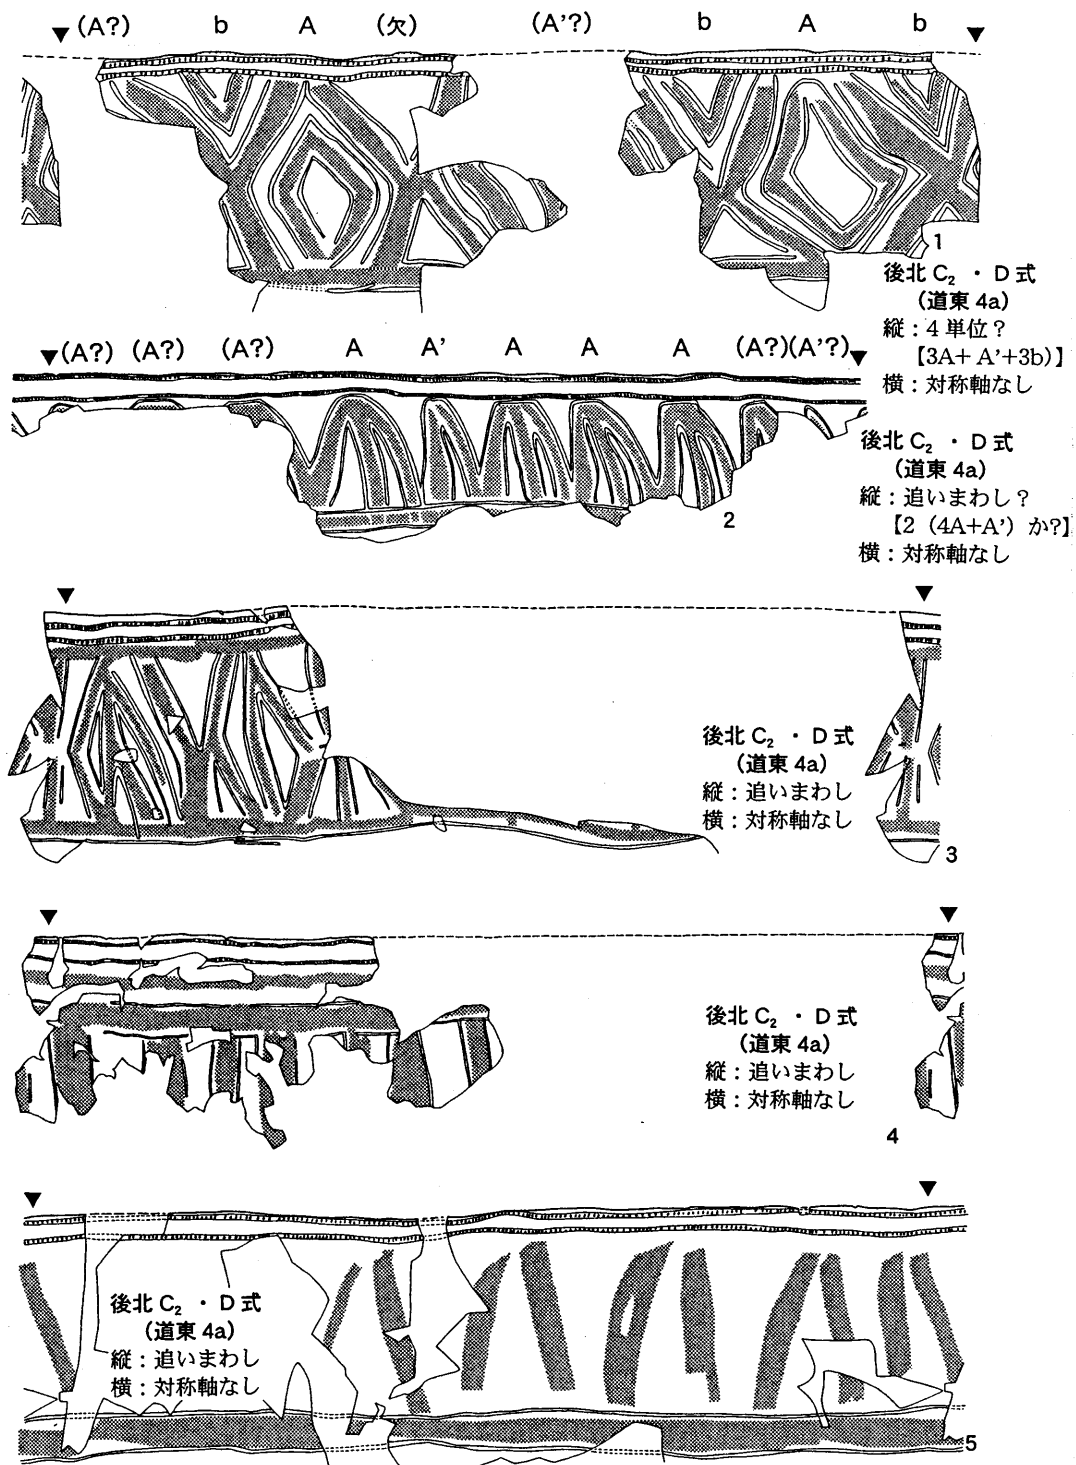 ▼ (A?) b A (欠) (A'?) b A b ▼
1
後北 C₂ ・ D 式
(道東 4a)
縦：4 単位？
【3A+ A'+3b)】
横：対称軸なし
▼(A?) (A?) (A?) A A' A A A (A?)(A'?)▼
後北 C₂ ・ D 式
(道東 4a)
縦：追いまわし？
【2（4A+A'）か?】
横：対称軸なし
2
▼ ▼
後北 C₂ ・ D 式
(道東 4a)
縦：追いまわし
横：対称軸なし
3
▼ ▼
後北 C₂ ・ D 式
(道東 4a)
縦：追いまわし
横：対称軸なし
4
▼ ▼
後北 C₂ ・ D 式
(道東 4a)
縦：追いまわし
横：対称軸なし
5